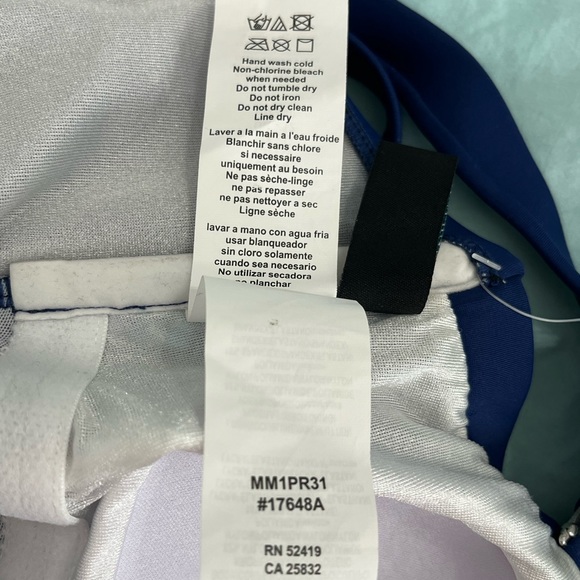 Hand wash cold
Non-chlorine bleach
when needed
Do not tumble dry
Do not iron
Do not dry clean
Line dry
Laver a la main a l'eau froide
Blanchir sans chlore
si necessaire
uniquement au besoin
Ne pas sèche-linge
ne pas repasser
ne pas nettoyer a sec
Ligne sèche
lavar a mano con agua fria
usar blanqueador
sin cloro solamente
cuando sea necesario
No utilizar secadora
no planchar
MM1PR31
#17648A
RN 52419
CA 25832